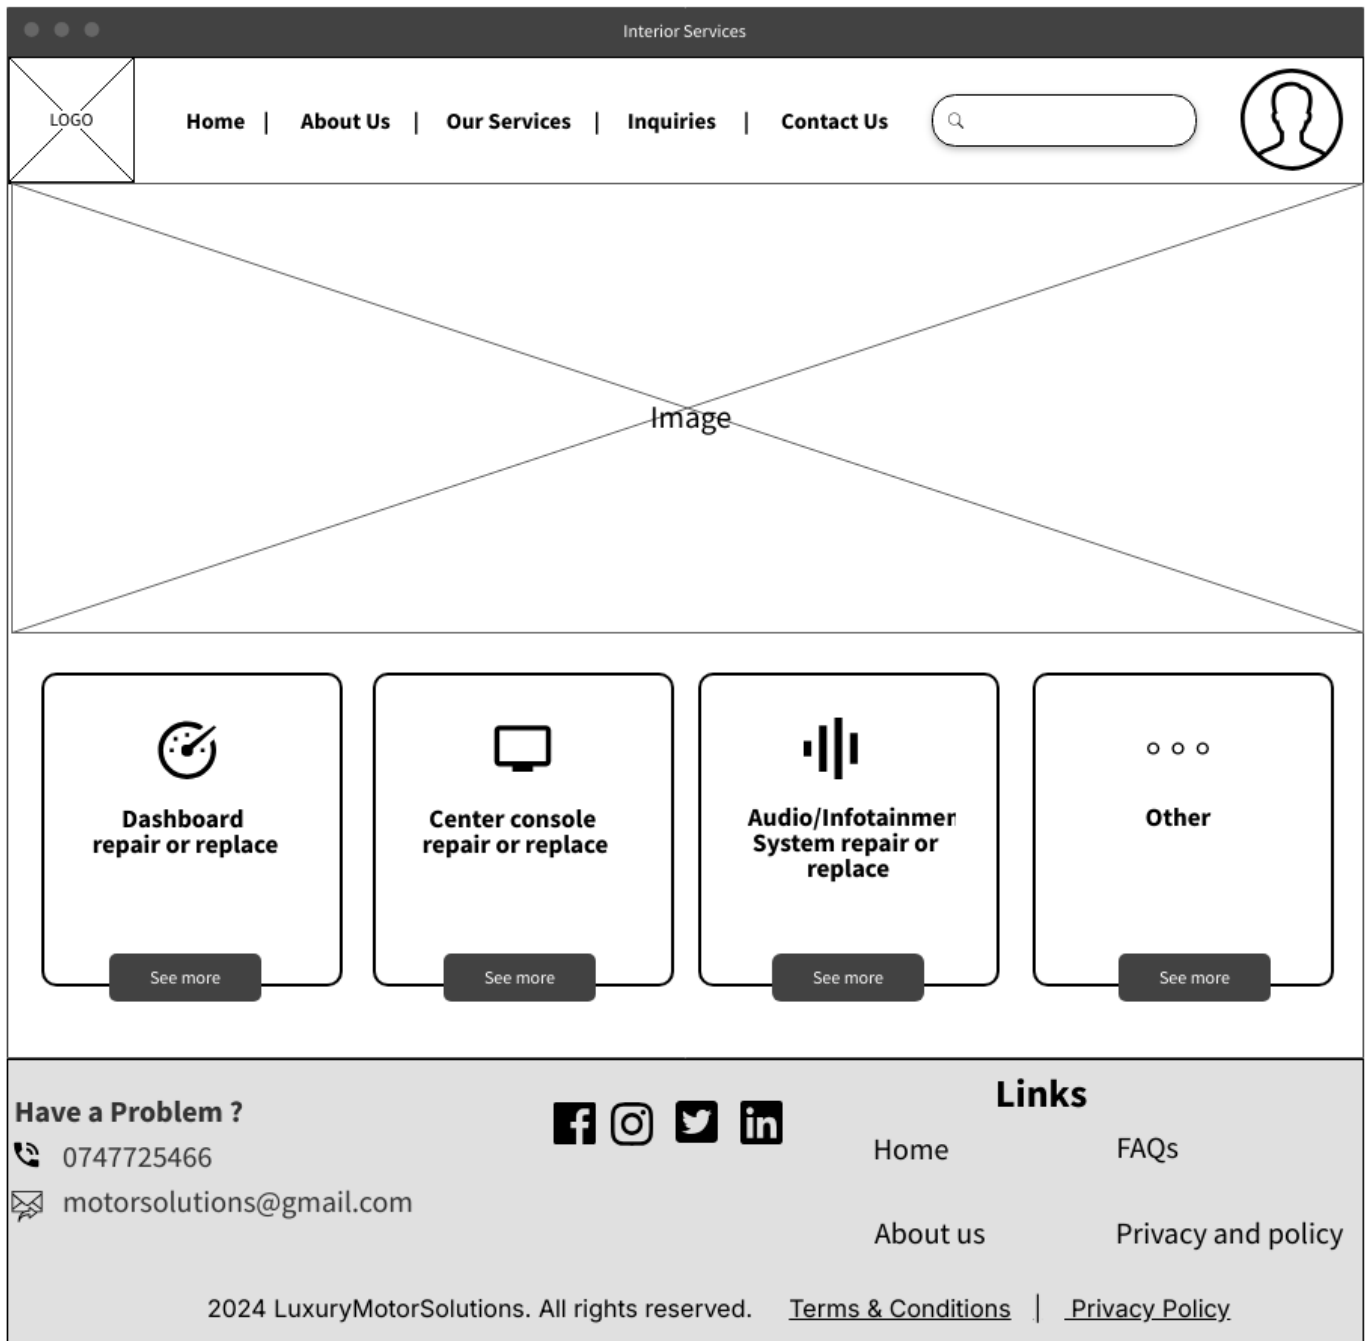 Interior Services
LOGO
Home | About Us | Our Services | Inquiries | Contact Us
Image
Dashboard
repair or replace
See more
Center console
repair or replace
See more
Audio/Infotainmen
System repair or
replace
See more
Other
See more
Have a Problem ?
0747725466
motorsolutions@gmail.com
Links
Home
FAQs
About us
Privacy and policy
2024 LuxuryMotorSolutions. All rights reserved. Terms & Conditions | Privacy Policy